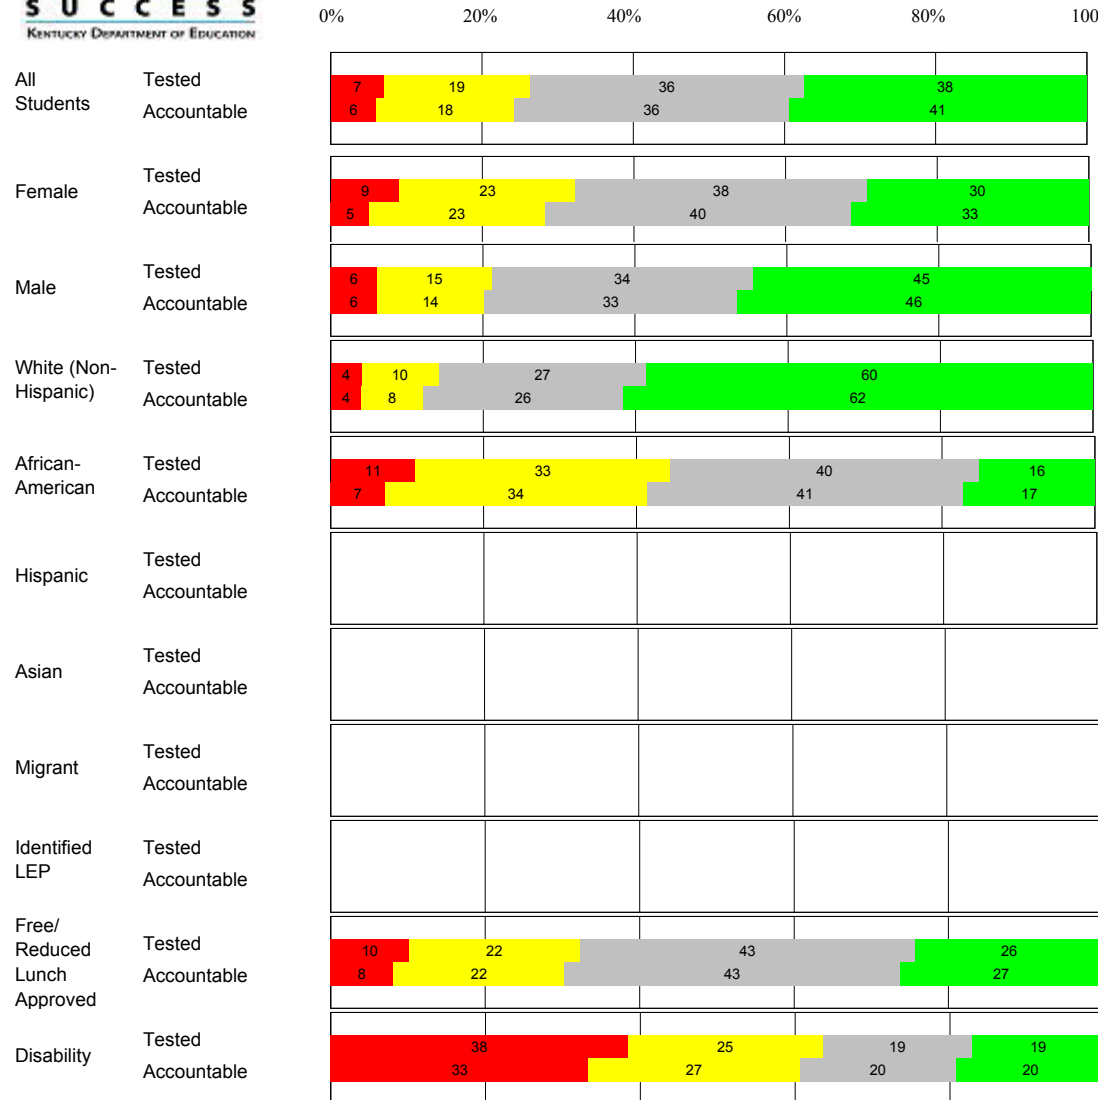 SUCCESS
KENTUCKY DEPARTMENT OF EDUCATION
0% 20% 40% 60% 80% 100
All Students
Tested 7 19 36 38
Accountable 6 18 36 41
Female
Tested 9 23 38 30
Accountable 5 23 40 33
Male
Tested 6 15 34 45
Accountable 6 14 33 46
White (Non-
Hispanic)
Tested 4 10 27 60
Accountable 4 8 26 62
African-
American
Tested 11 33 40 16
Accountable 7 34 41 17
Hispanic
Tested
Accountable
Asian
Tested
Accountable
Migrant
Tested
Accountable
Identified
LEP
Tested
Accountable
Free/
Reduced
Lunch
Approved
Tested 10 22 43 26
Accountable 8 22 43 27
Disability
Tested 38 25 19 19
Accountable 33 27 20 20